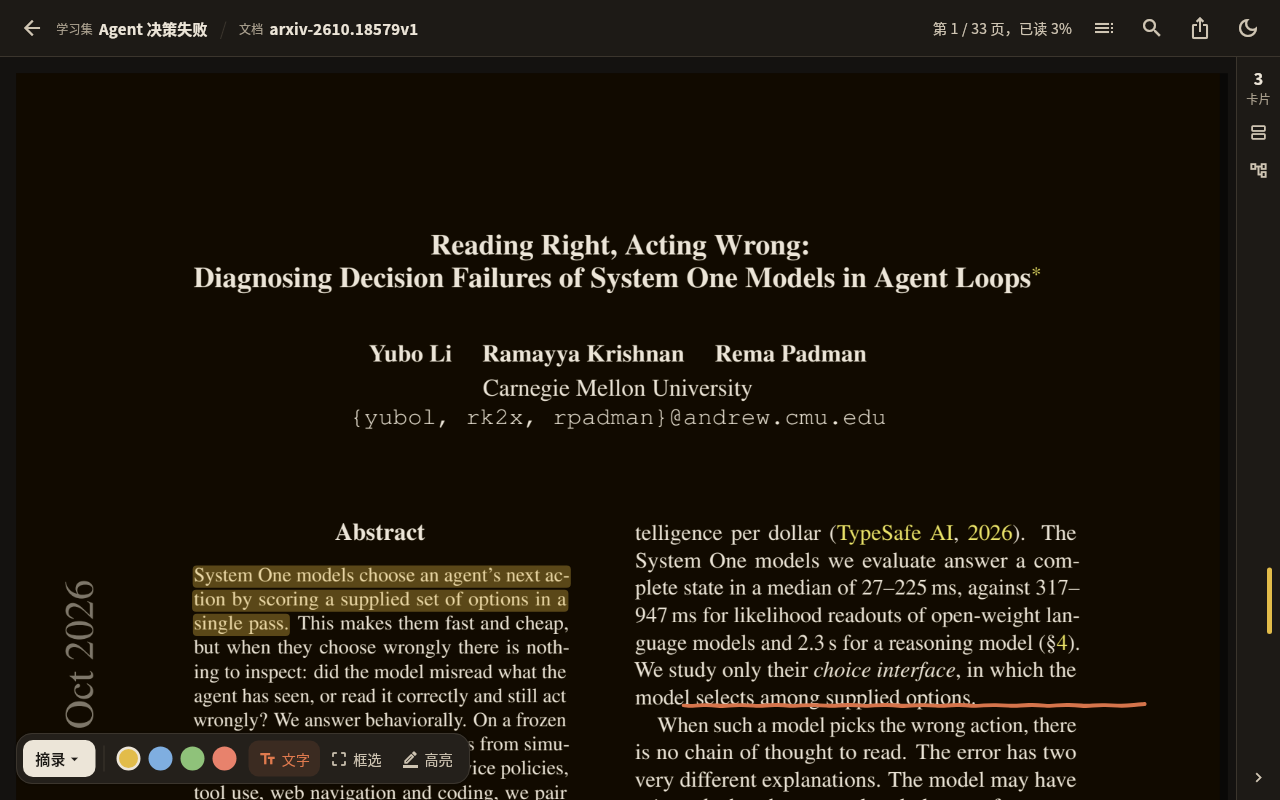 学习集 Agent 决策失败 / 文档 arxiv-2610.18579v1
第 1 / 33 页，已读 3%
3
卡片
Reading Right, Acting Wrong:
Diagnosing Decision Failures of System One Models in Agent Loops*
Yubo Li Ramayya Krishnan Rema Padman
Carnegie Mellon University
{yubol, rk2x, rpadman}@andrew.cmu.edu
Oct 2026
Abstract
System One models choose an agent's next ac-
tion by scoring a supplied set of options in a
single pass. This makes them fast and cheap,
but when they choose wrongly there is noth-
ing to inspect: did the model misread what the
agent has seen, or read it correctly and still act
wrongly? We answer behaviorally. On a frozen
s from simu-
ice policies,
tool use, web navigation and coding, we pair
telligence per dollar (TypeSafe AI, 2026). The
System One models we evaluate answer a com-
plete state in a median of 27–225 ms, against 317–
947 ms for likelihood readouts of open-weight lan-
guage models and 2.3 s for a reasoning model (§4).
We study only their choice interface, in which the
model selects among supplied options.
When such a model picks the wrong action, there
is no chain of thought to read. The error has two
very different explanations. The model may have
摘录
文字
框选
高亮